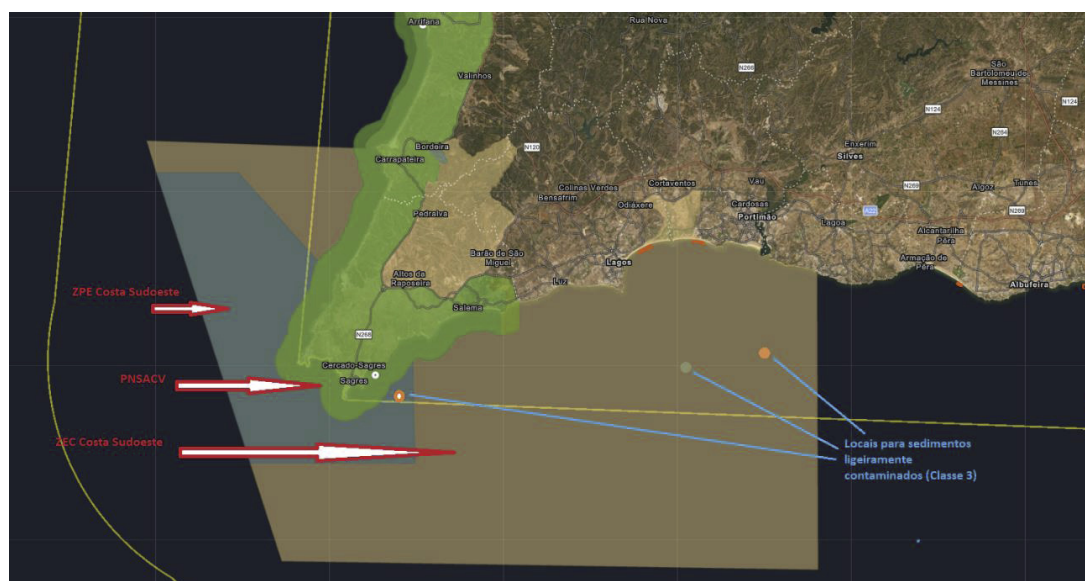 Arrifana
Rua Nova
N266
São
Bartolomeu de
Messines
Valinhos
N124
N124
N264
Bordeira
N120
Carrapateira
Enxerim
Silves
Colinas Verdes
Bensafrim
Cortaventos
Vau
N269
Algoz
Tunes
Pedralva
Odiáxere
Cardosas
Portimão
A22
N269
Lagoa
Alcantarilha
Pêra
Barão de São
Miguel
Lagos
Luz
Armação de
Pêra
Albufeira
Altos da
Raposeira
ZPE Costa Sudoeste
Salema
N268
Cercado-Sagres
Sagres
PNSACV
ZEC Costa Sudoeste
Locais para sedimentos
ligeiramente
contaminados (Classe 3)